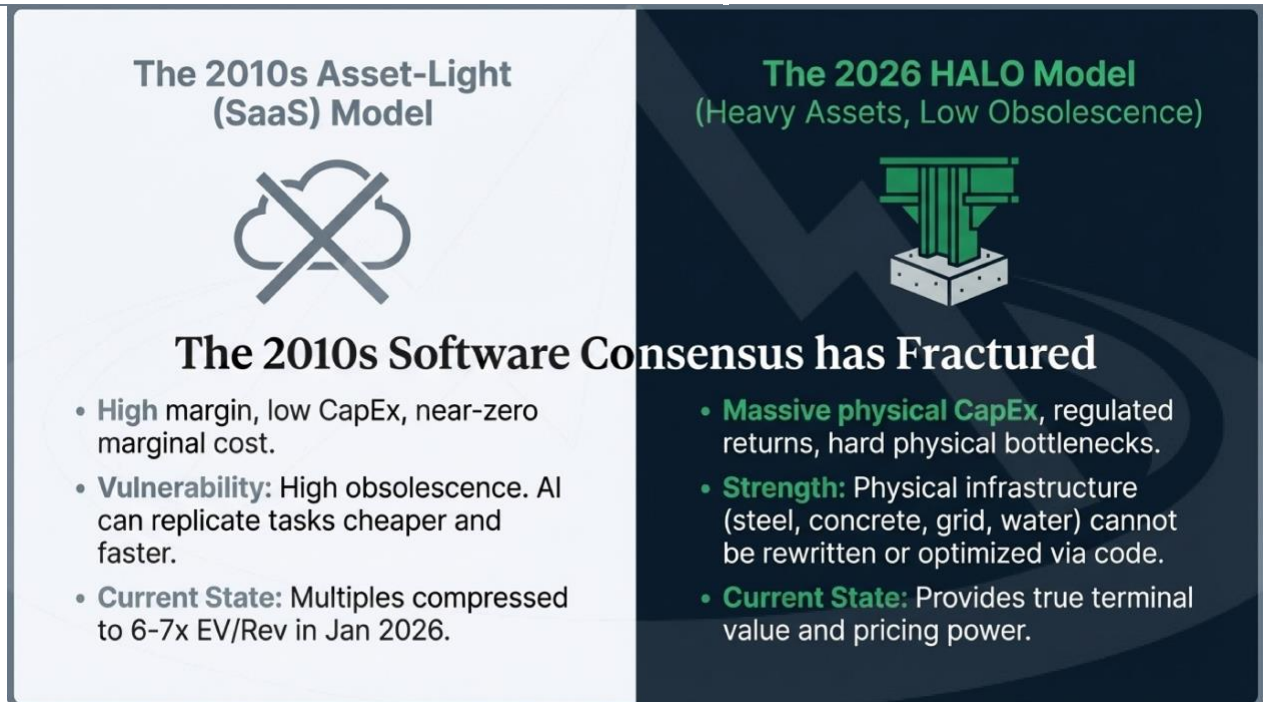 The 2010s Asset-Light
(SaaS) Model
The 2026 HALO Model
(Heavy Assets, Low Obsolescence)
The 2010s Software Consensus has Fractured
• High margin, low CapEx, near-zero
marginal cost.
• Vulnerability: High obsolescence. AI
can replicate tasks cheaper and
faster.
• Current State: Multiples compressed
to 6-7x EV/Rev in Jan 2026.
• Massive physical CapEx, regulated
returns, hard physical bottlenecks.
• Strength: Physical infrastructure
(steel, concrete, grid, water) cannot
be rewritten or optimized via code.
• Current State: Provides true terminal
value and pricing power.